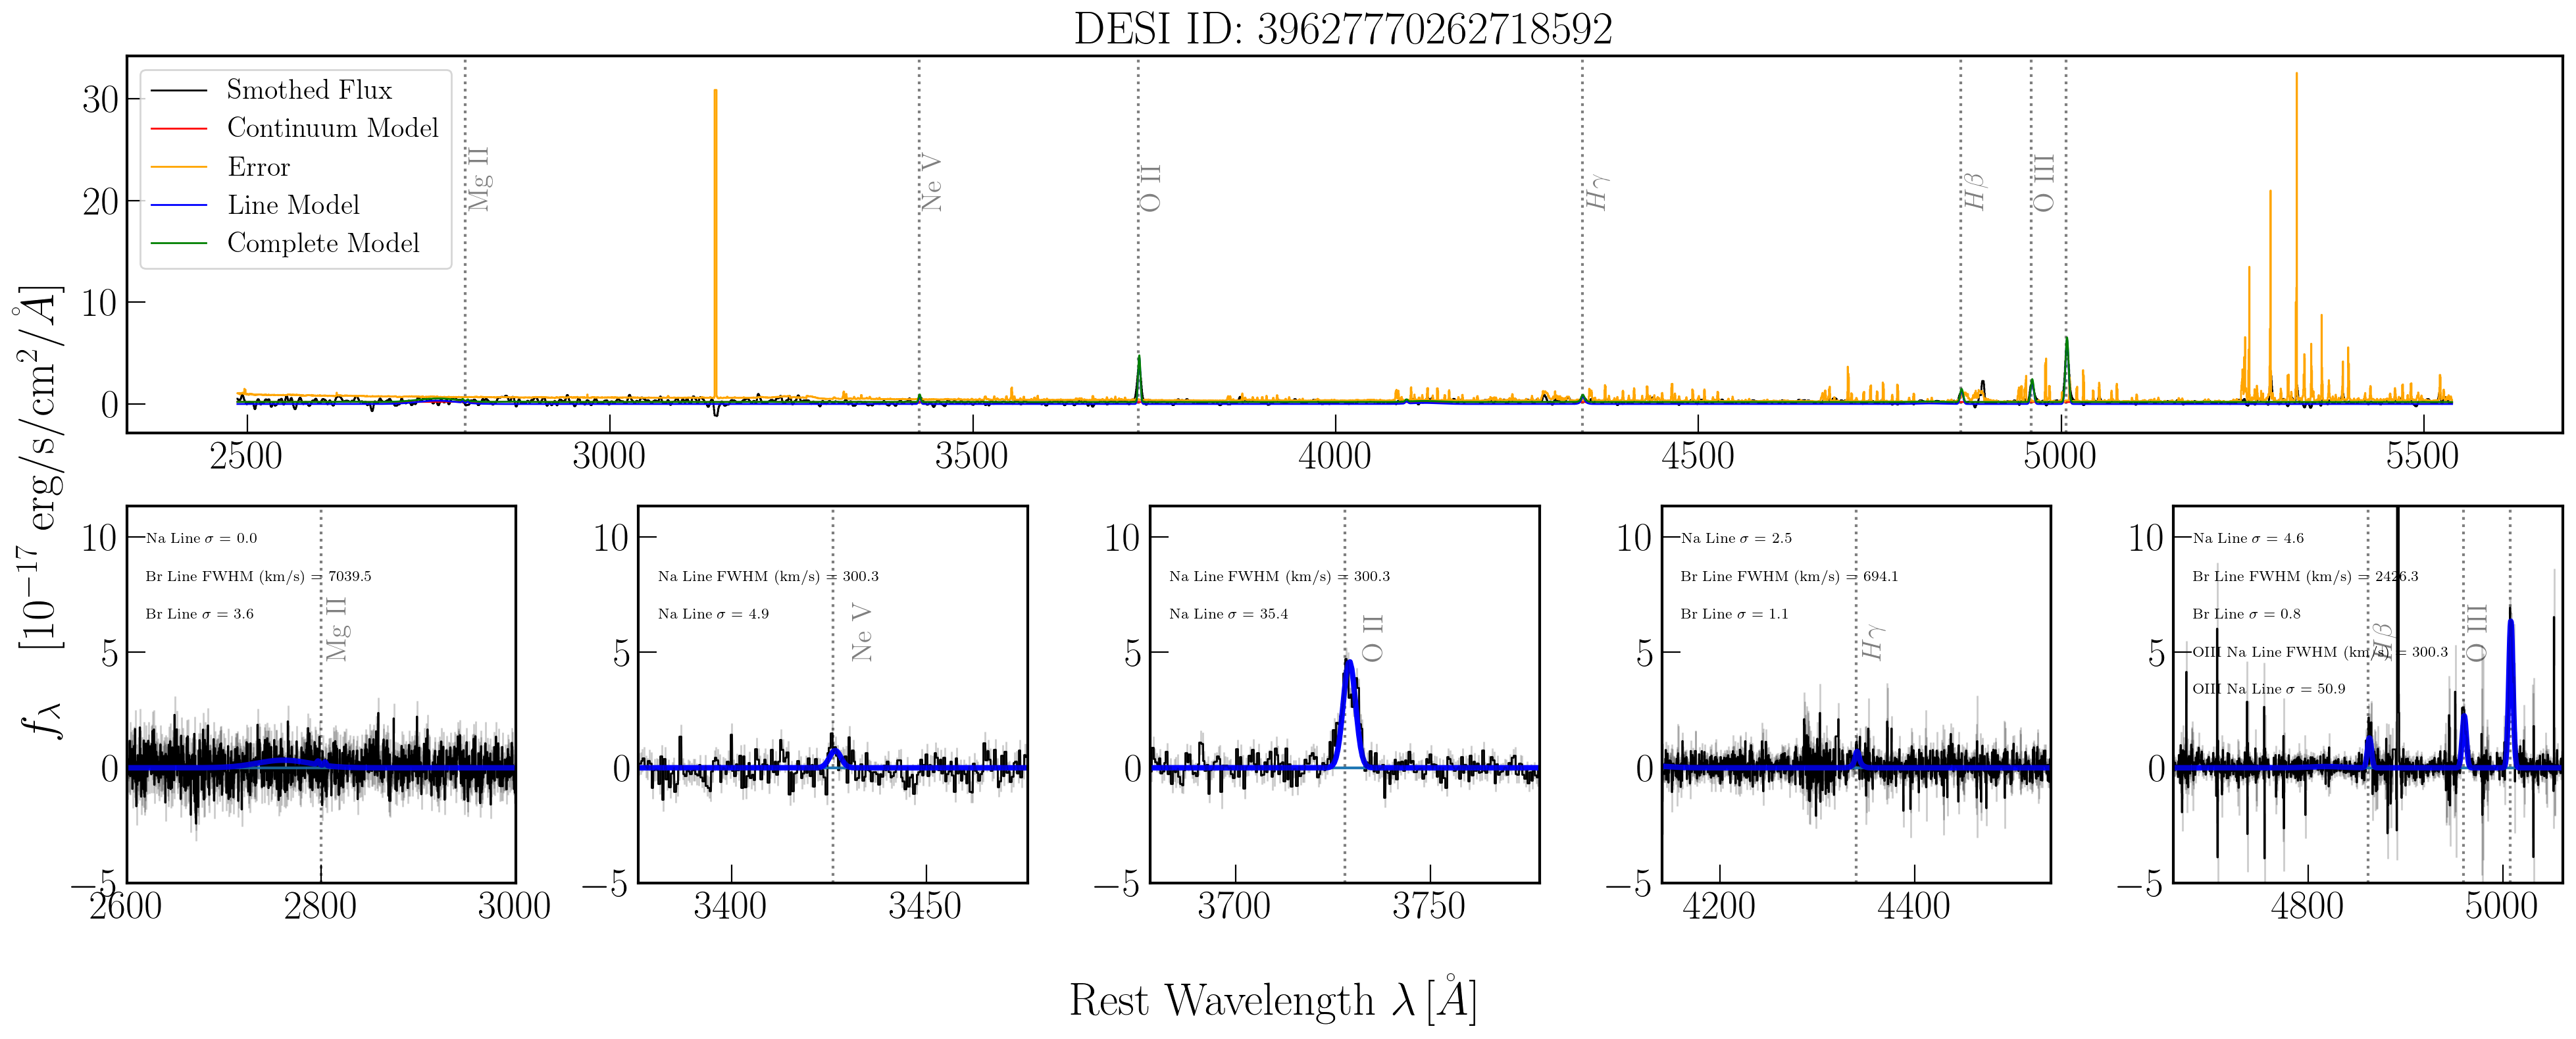 DESI ID: 39627770262718592
Smothed Flux
Continuum Model
Error
Line Model
Complete Model
Mg II
Ne V
O II
Hγ
Hβ
O III
30
20
10
0
2500 3000 3500 4000 4500 5000 5500
f_λ [10^{-17} erg/s/cm^2/Å]
Na Line σ = 0.0
Br Line FWHM (km/s) = 7039.5
Br Line σ = 3.6
Mg II
10
5
0
−5
2600 2800 3000
Na Line FWHM (km/s) = 300.3
Na Line σ = 4.9
Ne V
10
5
0
−5
3400 3450
Na Line FWHM (km/s) = 300.3
Na Line σ = 35.4
O II
10
5
0
−5
3700 3750
Na Line σ = 2.5
Br Line FWHM (km/s) = 694.1
Br Line σ = 1.1
Hγ
10
5
0
−5
4200 4400
Na Line σ = 4.6
Br Line FWHM (km/s) = 2426.3
Br Line σ = 0.8
OIII Na Line FWHM (km/s) = 300.3
OIII Na Line σ = 50.9
Hβ
O III
10
5
0
−5
4800 5000
Rest Wavelength λ [Å]